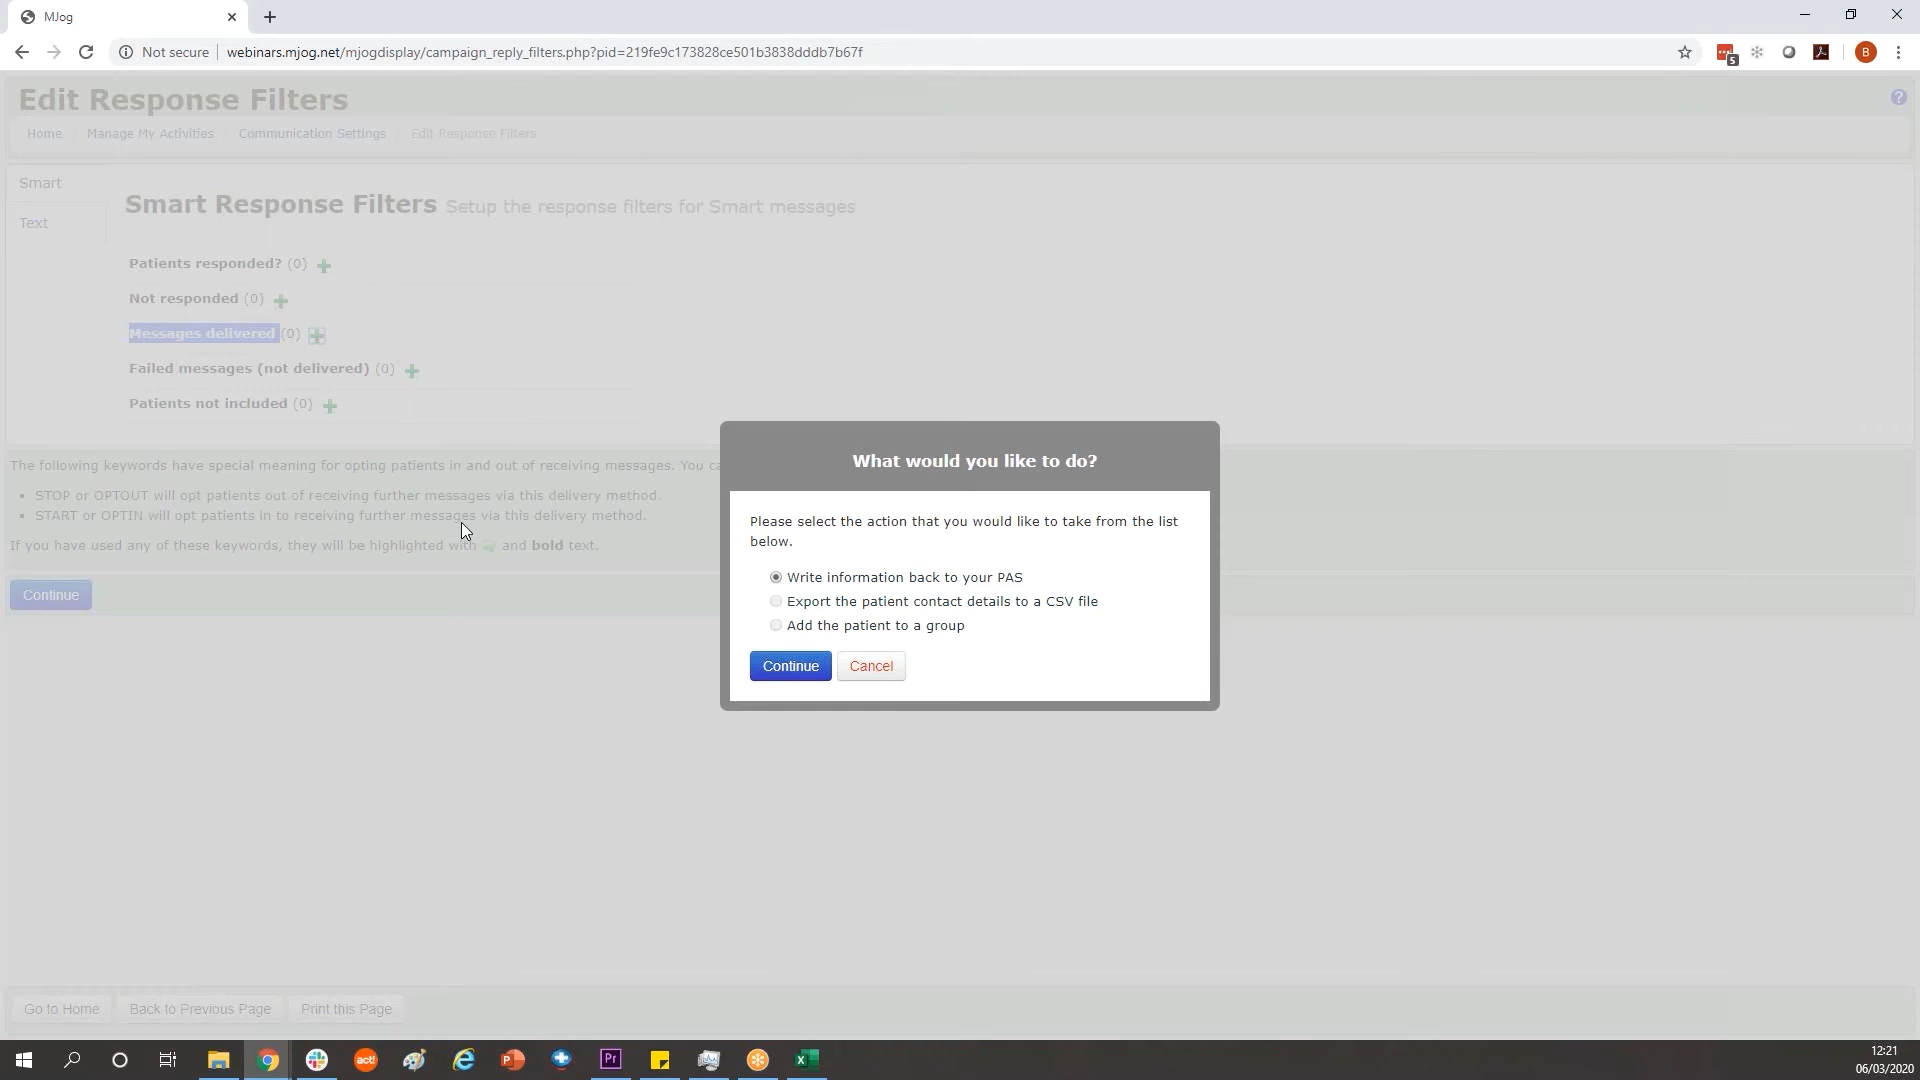 MJog
Not secure webinars.mjog.net/mjogdisplay/campaign_reply_filters.php?pid=219fe9c173828ce501b3838dddb7b67f
5
B
Edit Response Filters
?
Home / Manage My Activities / Communication Settings / Edit Response Filters
Smart
Text
Smart Response Filters Setup the response filters for Smart messages
Patients responded? (0)
Not responded (0)
Messages delivered (0)
Failed messages (not delivered) (0)
Patients not included (0)
The following keywords have special meaning for opting patients in and out of receiving messages. You ca
• STOP or OPTOUT will opt patients out of receiving further messages via this delivery method.
• START or OPTIN will opt patients in to receiving further messages via this delivery method.
If you have used any of these keywords, they will be highlighted with and bold text.
Continue
What would you like to do?
Please select the action that you would like to take from the list
below.
Write information back to your PAS
Export the patient contact details to a CSV file
Add the patient to a group
Continue Cancel
Go to Home Back to Previous Page Print this Page
act!
Pr
12:21
06/03/2020